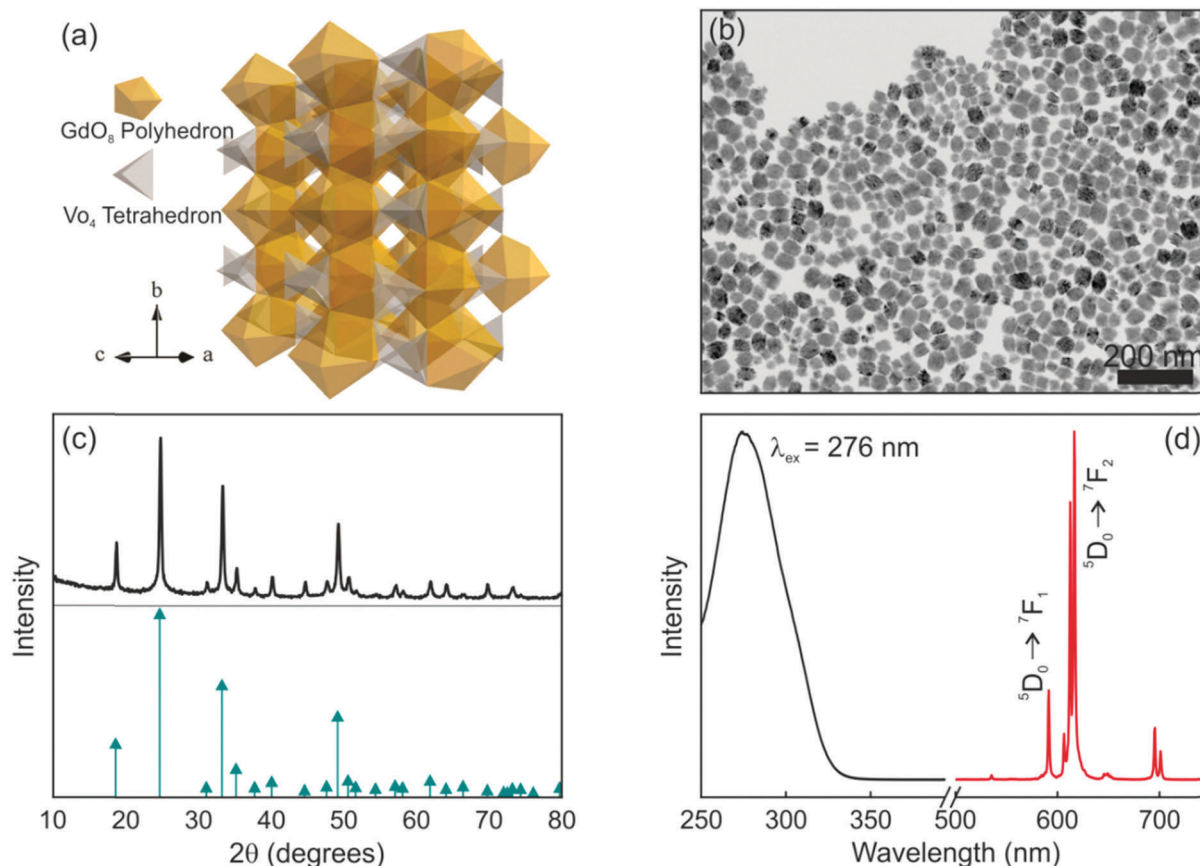 (a)
GdO₈ Polyhedron
Vo₄ Tetrahedron
b
c
a
(b)
200 nm
(c)
Intensity
10 20 30 40 50 60 70 80
2θ (degrees)
(d)
λₑₓ = 276 nm
⁵D₀ → ⁷F₁
⁵D₀ → ⁷F₂
Intensity
250 300 350 500 600 700
Wavelength (nm)